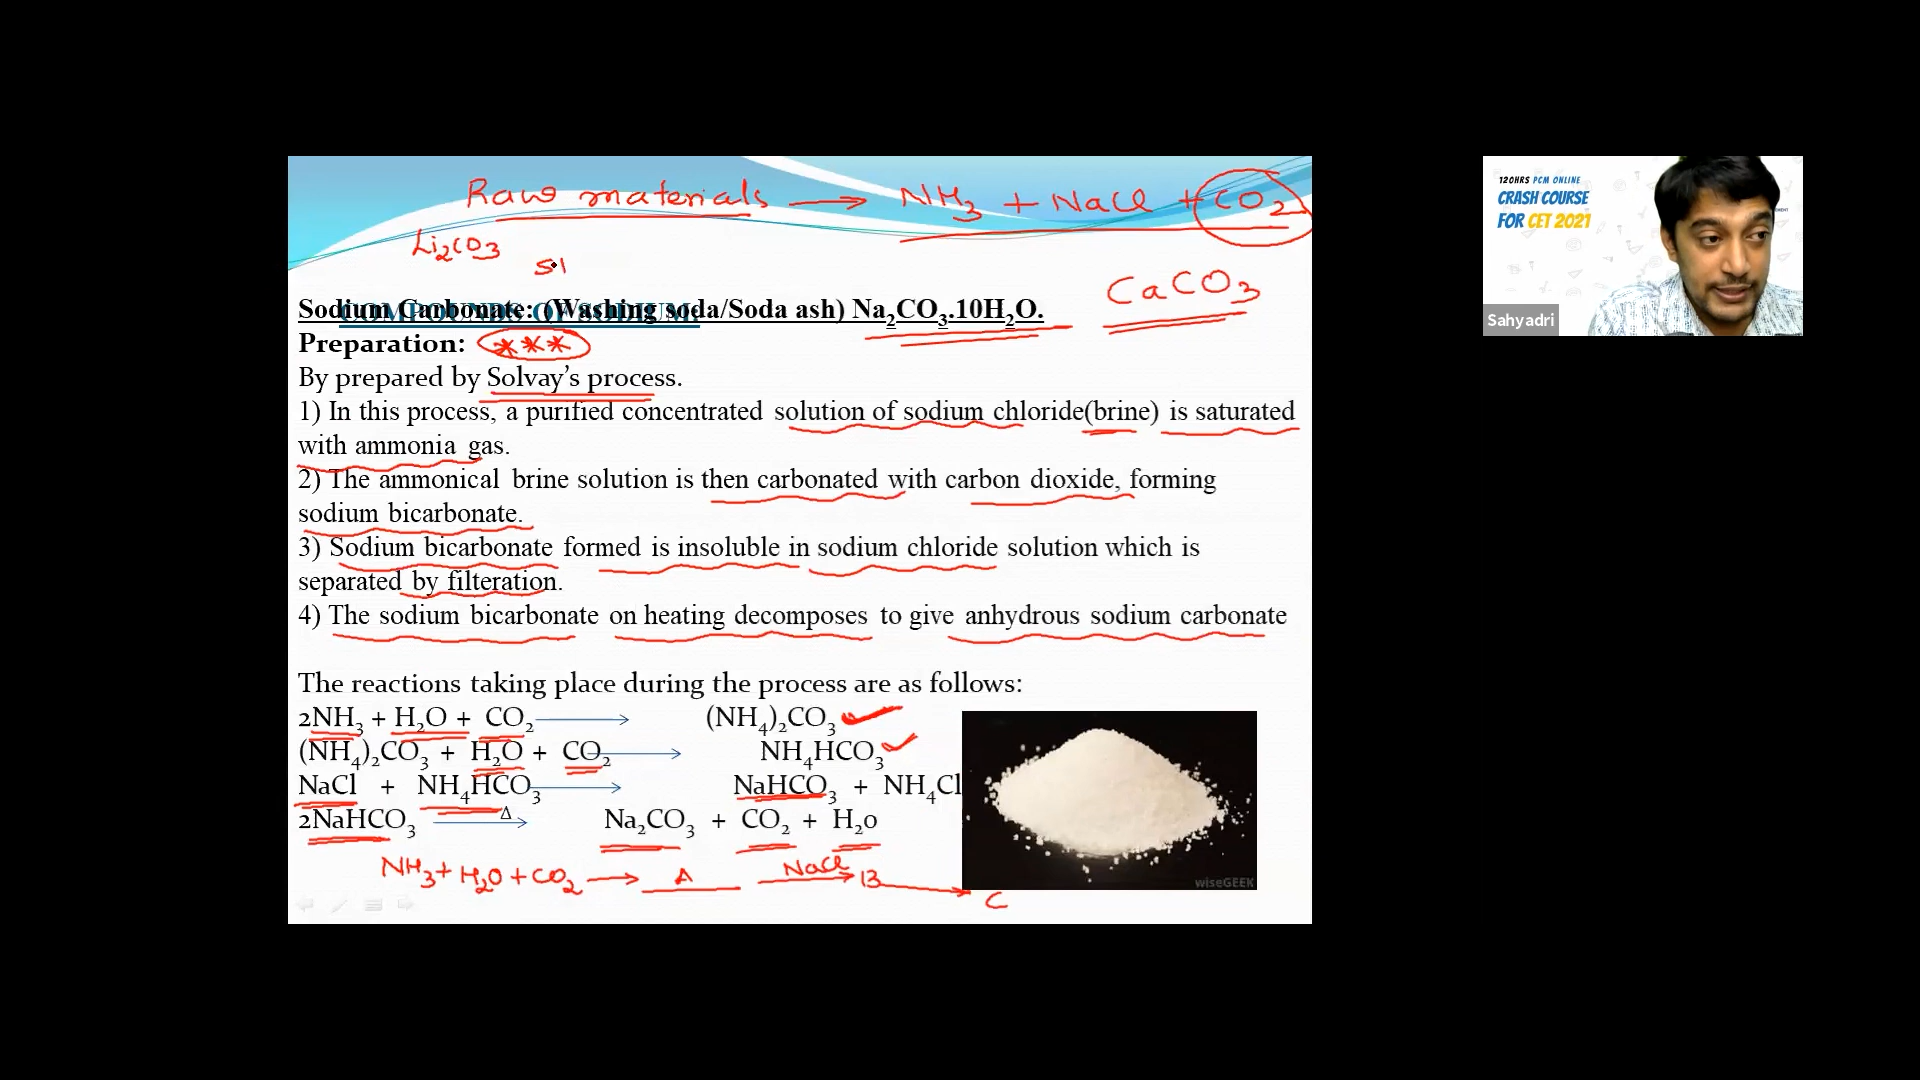 Raw materials → NH₃ + NaCl + CO₂
Li₂CO₃
CaCO₃
COMPOUNDS OF SODIUM:
Sodium Carbonate: (Washing soda/Soda ash) Na₂CO₃.10H₂O.
Preparation: ***
By prepared by Solvay’s process.
1) In this process, a purified concentrated solution of sodium chloride(brine) is saturated
with ammonia gas.
2) The ammonical brine solution is then carbonated with carbon dioxide, forming
sodium bicarbonate.
3) Sodium bicarbonate formed is insoluble in sodium chloride solution which is
separated by filteration.
4) The sodium bicarbonate on heating decomposes to give anhydrous sodium carbonate
The reactions taking place during the process are as follows:
2NH₃ + H₂O + CO₂ → (NH₄)₂CO₃ ✓
(NH₄)₂CO₃ + H₂O + CO₂ → NH₄HCO₃ ✓
NaCl + NH₄HCO₃ → NaHCO₃ + NH₄Cl
2NaHCO₃ Δ→ Na₂CO₃ + CO₂ + H₂o
NH₃ + H₂O + CO₂ → A NaCl→ B → C
wiseGEEK
120HRS PCM ONLINE
CRASH COURSE
FOR CET 2021
Sahyadri